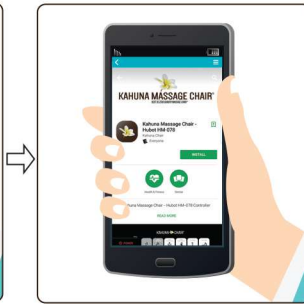 KAHUNA MASSAGE CHAIR
Kahuna Massage Chair -
Hubot HM-078
Kahuna Chair
Everyone
INSTALL
Health & Fitness
Similar
Kahuna Massage Chair - Hubot HM-078 Controller
READ MORE